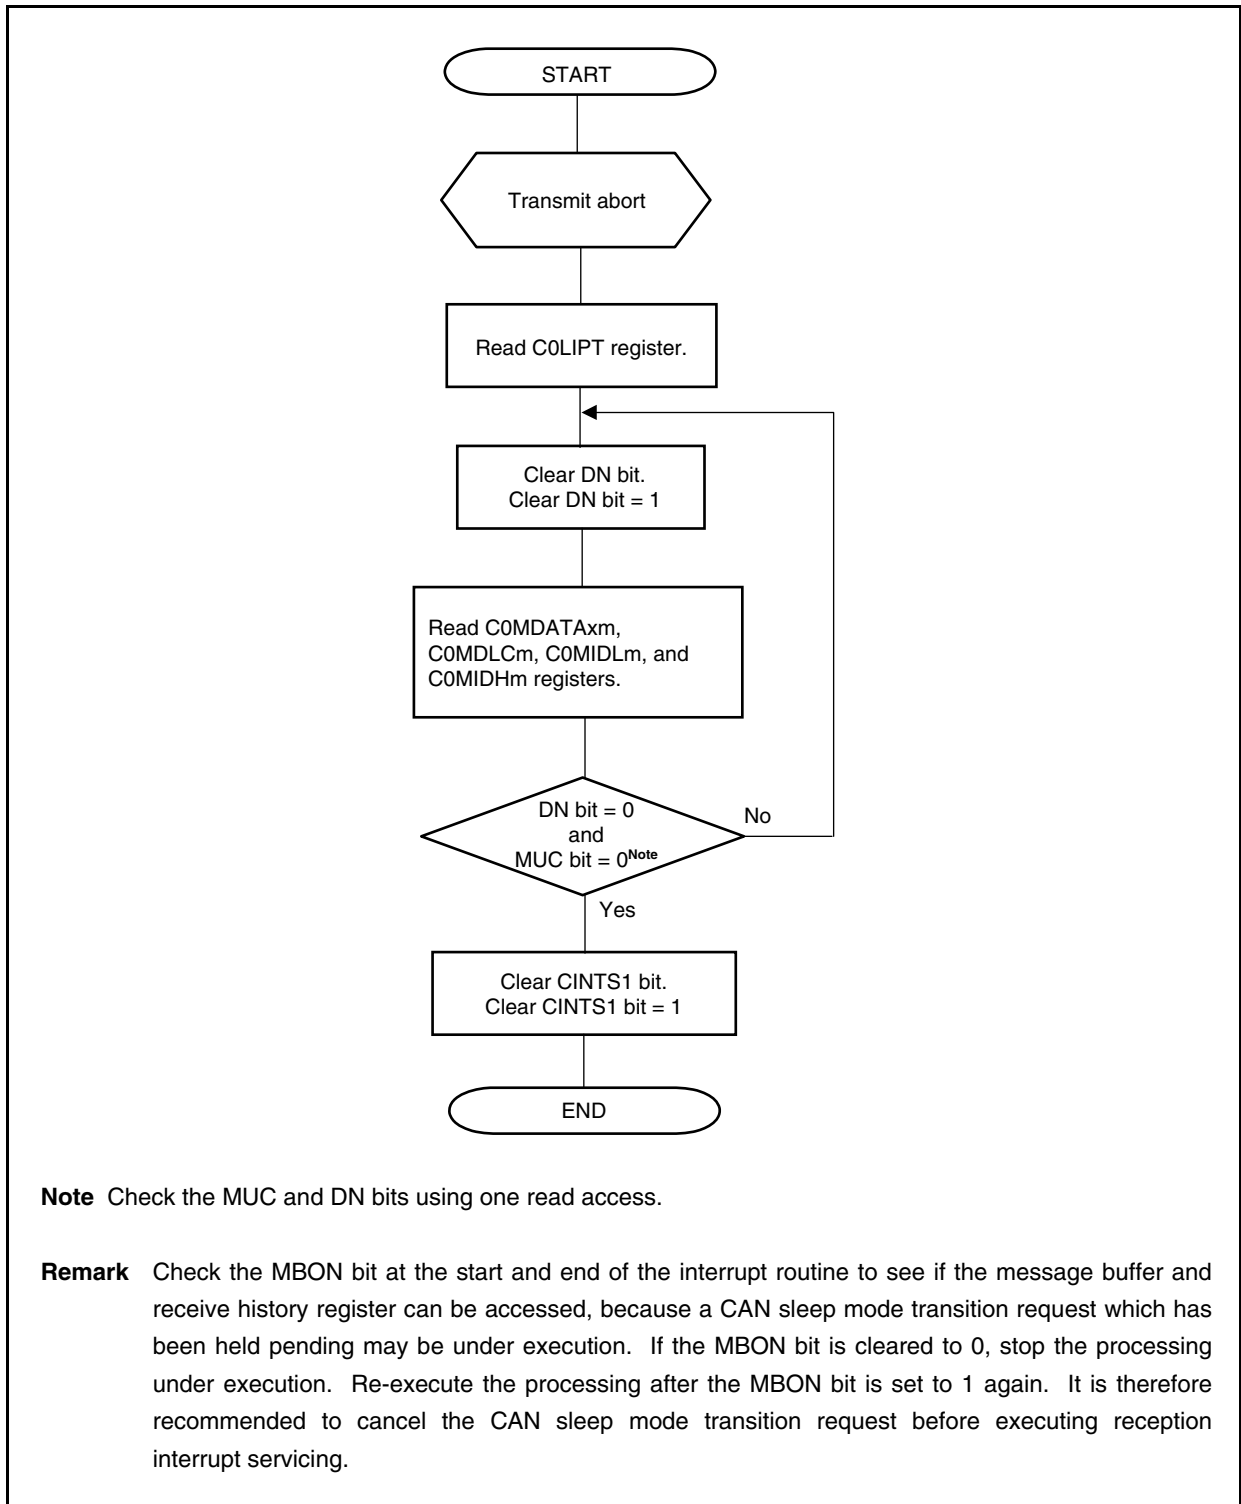 START
Transmit abort
Read C0LIPT register.
Clear DN bit.
Clear DN bit = 1
Read C0MDATAxm,
C0MDLCm, C0MIDLm, and
C0MIDHm registers.
DN bit = 0
and
MUC bit = 0Note
No
Yes
Clear CINTS1 bit.
Clear CINTS1 bit = 1
END
Note Check the MUC and DN bits using one read access.
Remark Check the MBON bit at the start and end of the interrupt routine to see if the message buffer and
receive history register can be accessed, because a CAN sleep mode transition request which has
been held pending may be under execution. If the MBON bit is cleared to 0, stop the processing
under execution. Re-execute the processing after the MBON bit is set to 1 again. It is therefore
recommended to cancel the CAN sleep mode transition request before executing reception
interrupt servicing.